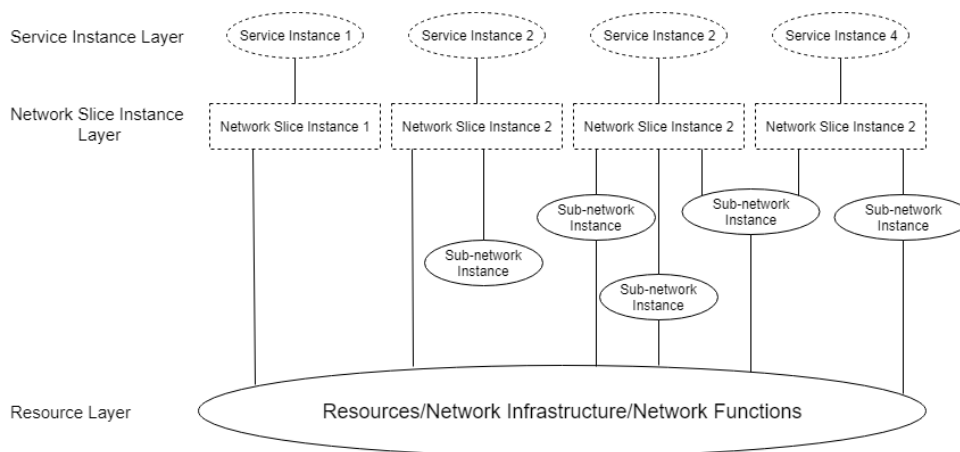 Service Instance Layer
Service Instance 1
Service Instance 2
Service Instance 2
Service Instance 4
Network Slice Instance
Layer
Network Slice Instance 1
Network Slice Instance 2
Network Slice Instance 2
Network Slice Instance 2
Sub-network
Instance
Sub-network
Instance
Sub-network
Instance
Sub-network
Instance
Sub-network
Instance
Resource Layer
Resources/Network Infrastructure/Network Functions